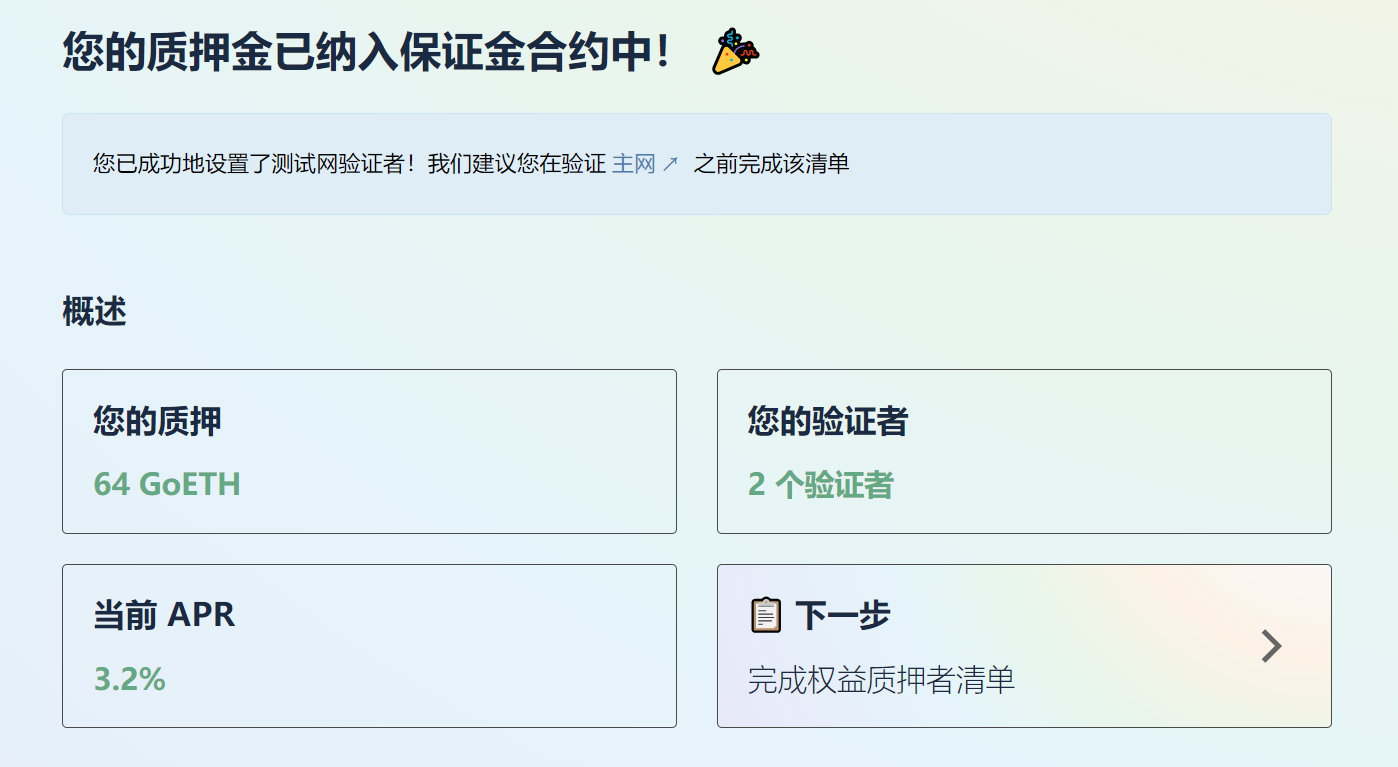 您的质押金已纳入保证金合约中！
您已成功地设置了测试网验证者！我们建议您在验证 主网 ↗ 之前完成该清单
概述
您的质押
64 GoETH
您的验证者
2 个验证者
当前 APR
3.2%
下一步
完成权益质押者清单